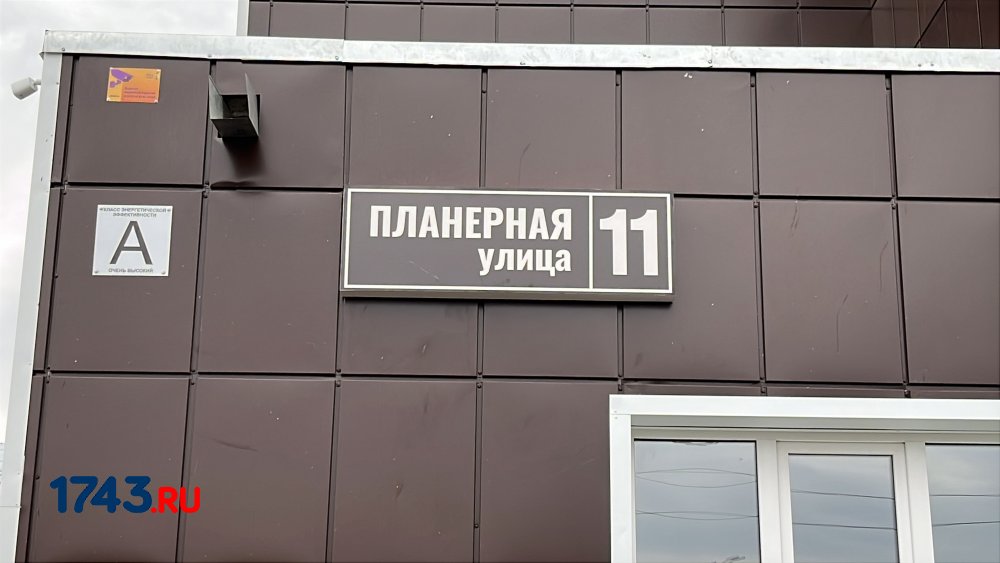 КЛАСС ЭНЕРГЕТИЧЕСКОЙ
ЭФФЕКТИВНОСТИ
А
ОЧЕНЬ ВЫСОКИЙ
ПЛАНЕРНАЯ
улица
11
1743.RU